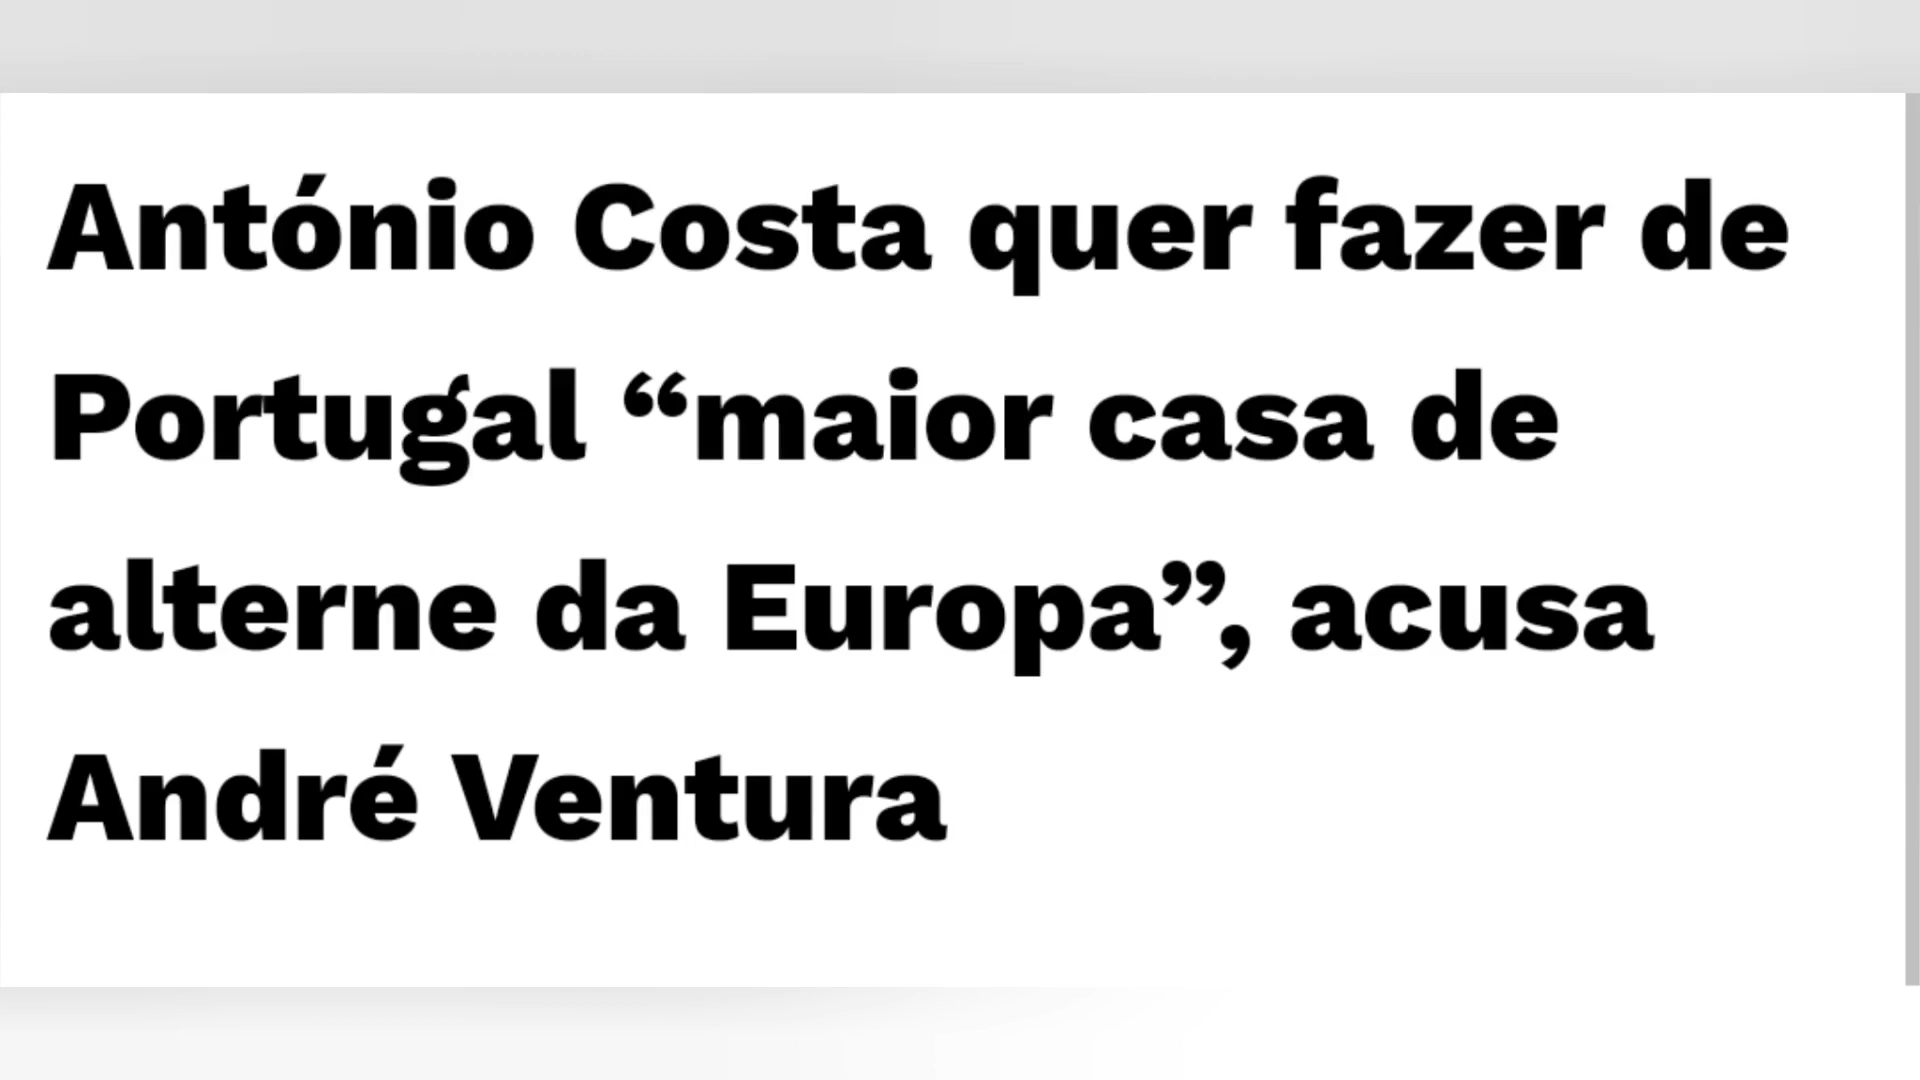 António Costa quer fazer de
Portugal “maior casa de
alterne da Europa”, acusa
André Ventura